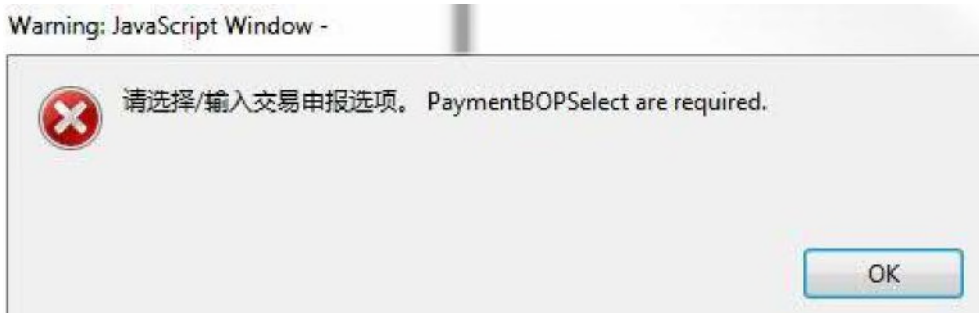 Warning: JavaScript Window -
请选择/输入交易申报选项。 PaymentBOPSelect are required.
OK